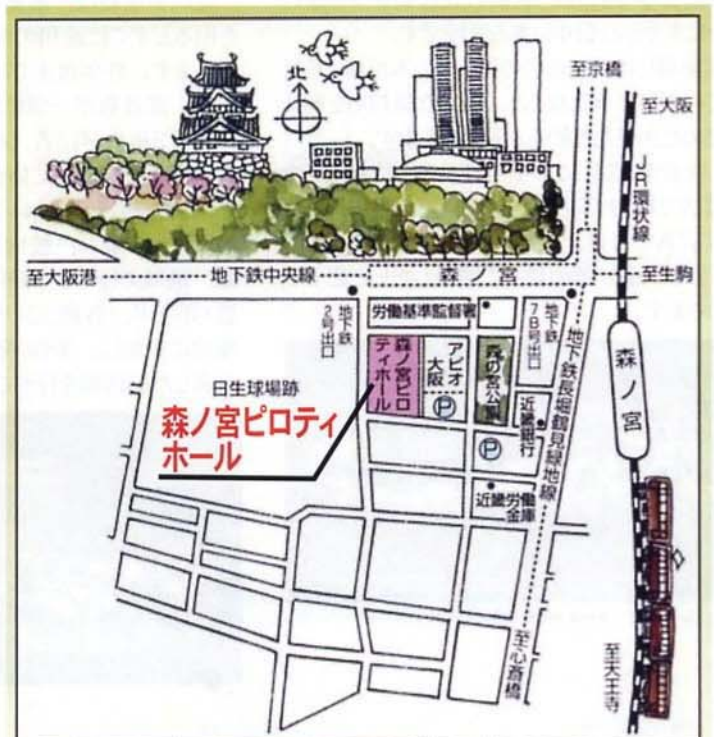 北
至京橋
至大阪
JR環状線
至大阪港
地下鉄中央線
森ノ宮
至生駒
地下鉄
2号出口
労働基準監督署
地下鉄
7B号出口
森ノ宮ピロ
ティホール
アピオ
大阪
P
森の宮公園
P
近畿銀行
近畿労働
金庫
地下鉄長堀鶴見緑地線
森ノ宮
日生球場跡
森ノ宮ピロティ
ホール
至心斎橋
至天王寺